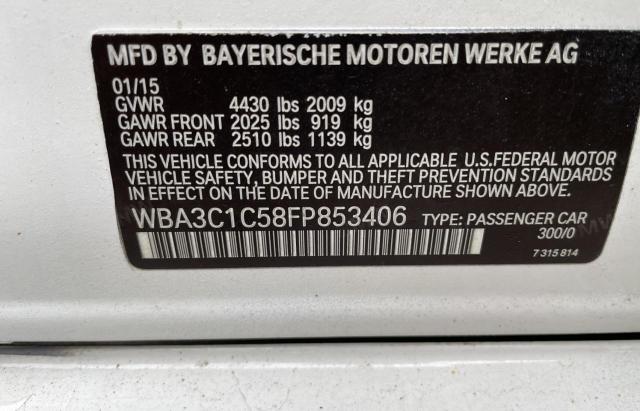 MFD BY BAYERISCHE MOTOREN WERKE AG
01/15
GVWR 4430 lbs 2009 kg
GAWR FRONT 2025 lbs 919 kg
GAWR REAR 2510 lbs 1139 kg
THIS VEHICLE CONFORMS TO ALL APPLICABLE U.S.FEDERAL MOTOR
VEHICLE SAFETY, BUMPER AND THEFT PREVENTION STANDARDS
IN EFFECT ON THE DATE OF MANUFACTURE SHOWN ABOVE.
WBA3C1C58FP853406 TYPE: PASSENGER CAR
300/0
7 315 814